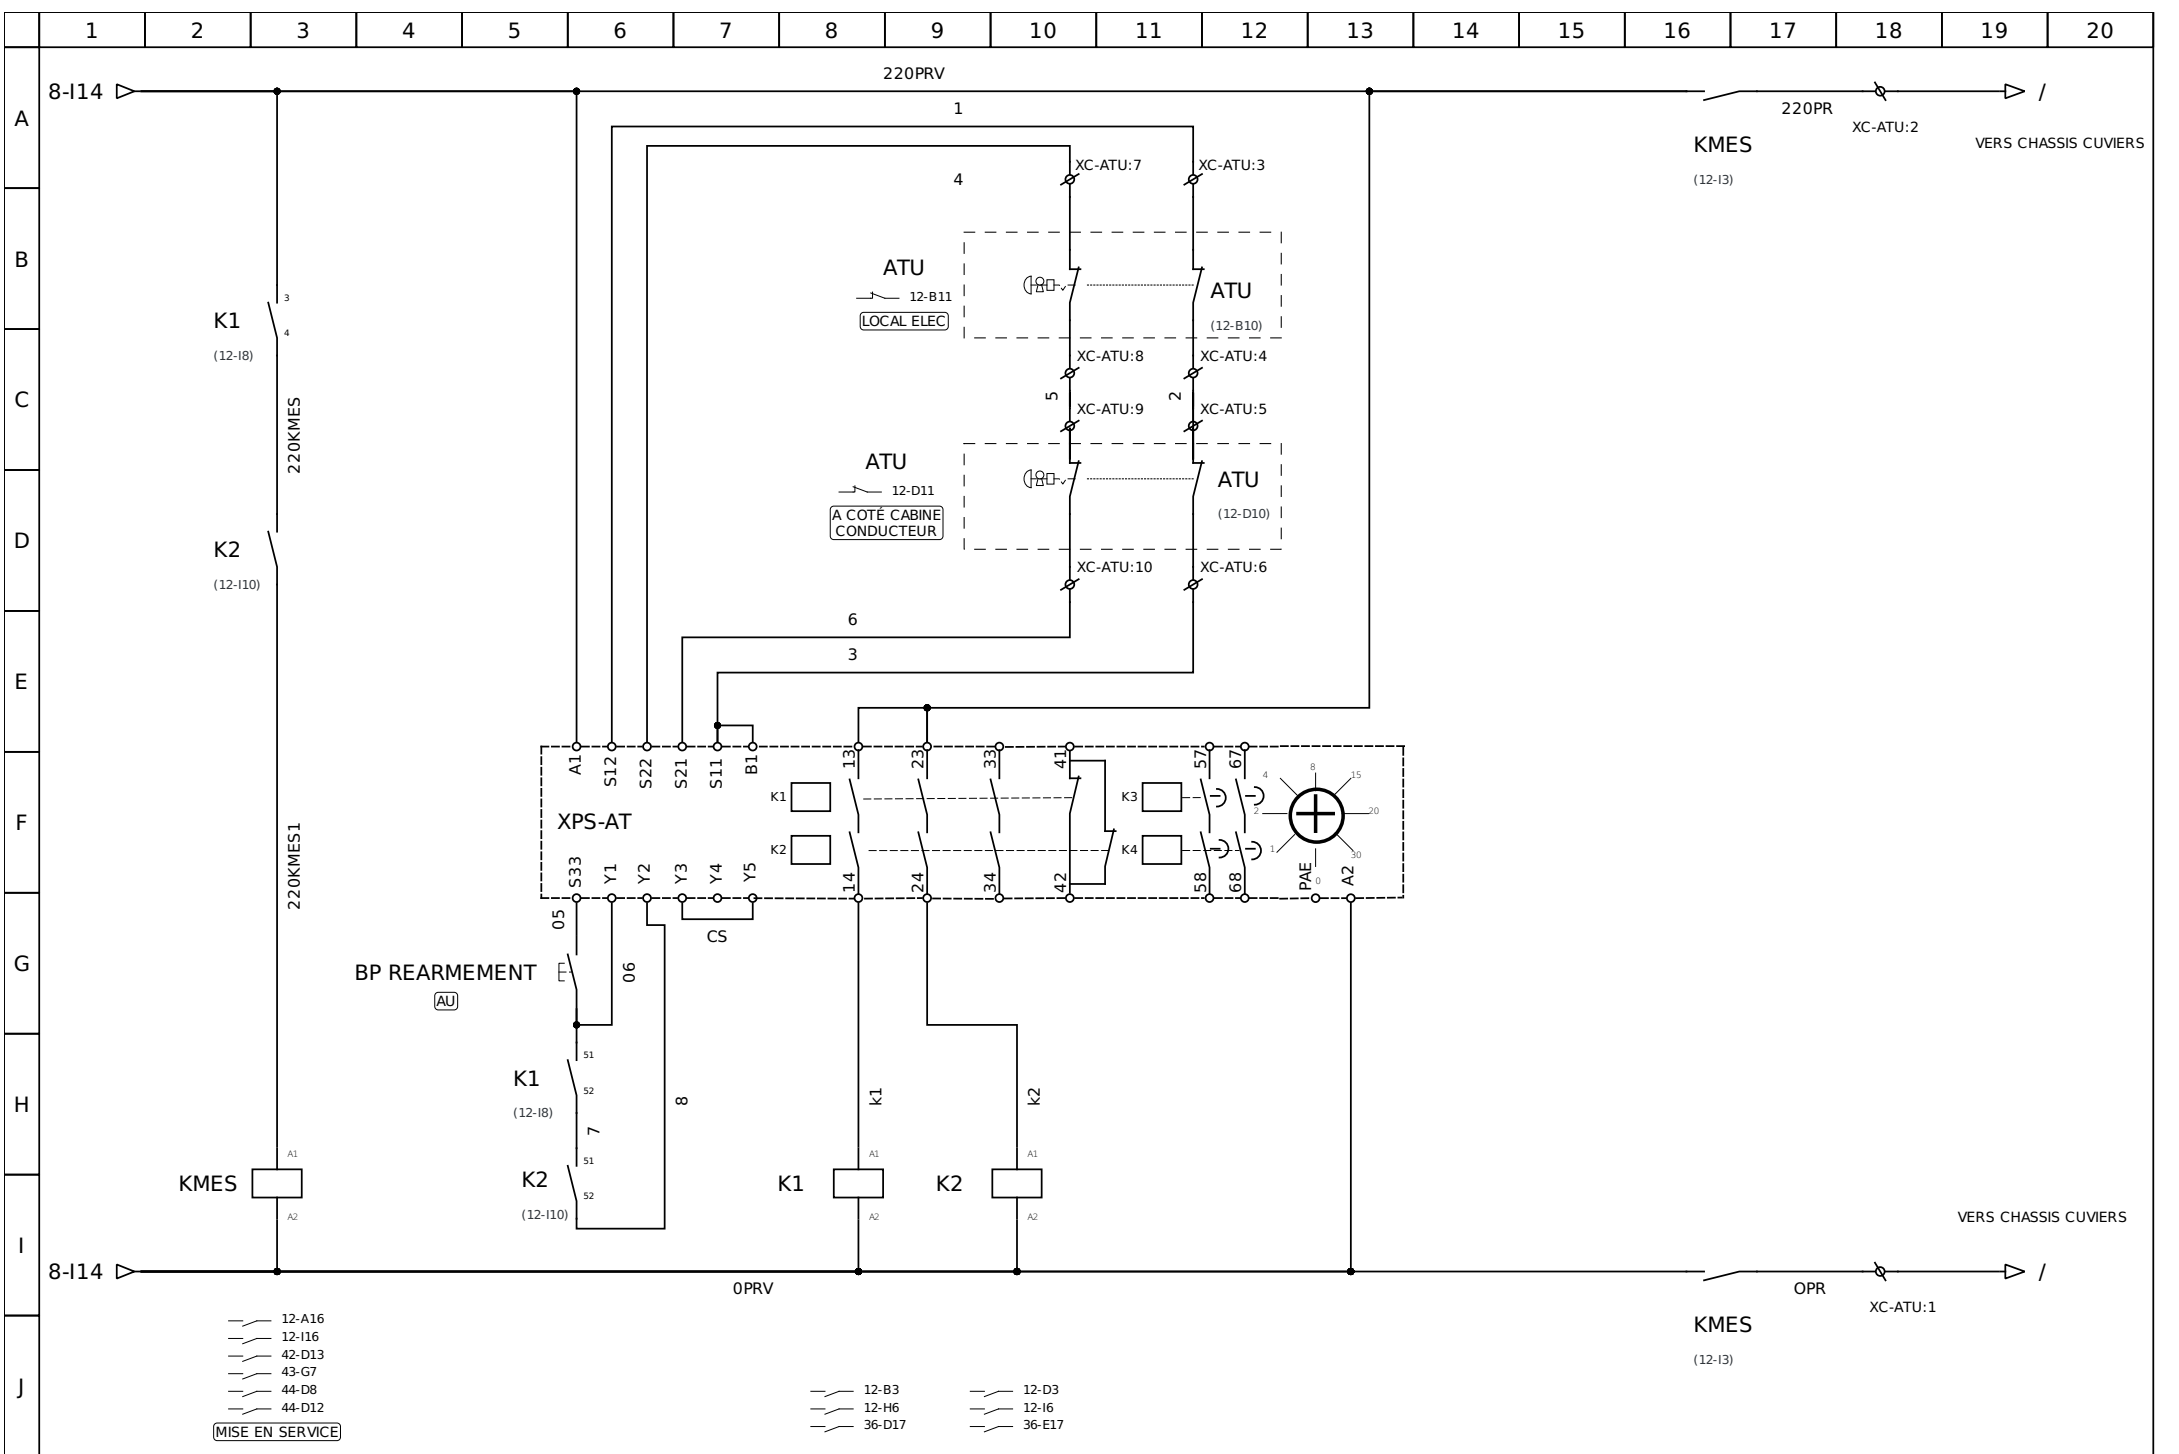 1 2 3 4 5 6 7 8 9 10 11 12 13 14 15 16 17 18 19 20
A
B
C
D
E
F
G
H
I
J
8-I14
220PRV
1
4
220PR
/
XC-ATU:2
VERS CHASSIS CUVIERS
KMES
(12-I3)
XC-ATU:7
XC-ATU:3
ATU
12-B11
LOCAL ELEC
ATU
(12-B10)
K1
(12-I8)
3
4
XC-ATU:8
XC-ATU:4
5
2
XC-ATU:9
XC-ATU:5
220KMES
ATU
12-D11
A COTÉ CABINE
CONDUCTEUR
ATU
(12-D10)
K2
(12-I10)
XC-ATU:10
XC-ATU:6
6
3
A1
S12
S22
S21
S11
B1
13
23
33
41
57
67
XPS-AT
K1
K2
K3
K4
0
1
2
4
8
15
20
30
S33
Y1
Y2
Y3
Y4
Y5
14
24
34
42
58
68
PAE
A2
220KMES1
05
06
CS
BP REARMEMENT
AU
K1
(12-I8)
51
52
7
8
K2
(12-I10)
51
52
k1
k2
KMES
A1
A2
K1
A1
A2
K2
A1
A2
VERS CHASSIS CUVIERS
8-I14
0PRV
OPR
/
XC-ATU:1
KMES
(12-I3)
12-A16
12-I16
42-D13
43-G7
44-D8
44-D12
MISE EN SERVICE
12-B3
12-H6
36-D17
12-D3
12-I6
36-E17